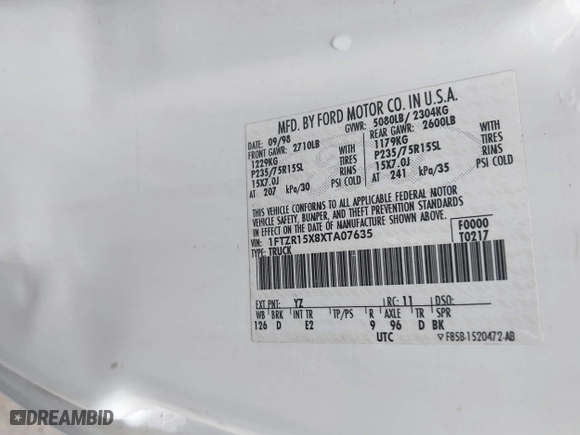 MFD. BY FORD MOTOR CO. IN U.S.A.
DATE: 09/98 GVWR: 5080LB/ 2304KG
FRONT GAWR: 2710LB REAR GAWR: 2600LB
1229KG WITH 1179KG WITH
P235/75R15SL TIRES P235/75R15SL TIRES
15X7.0J RIMS 15X7.0J RIMS
AT 207 kPa/30 PSI COLD AT 241 kPa/35 PSI COLD
THIS VEHICLE CONFORMS TO ALL APPLICABLE FEDERAL MOTOR
VEHICLE SAFETY, BUMPER, AND THEFT PREVENTION STANDARDS
IN EFFECT ON THE DATE OF MANUFACTURE SHOWN ABOVE.
VIN: 1FTZR15X8XTA07635 F0000
TYPE: TRUCK T0217
EXT PNT: YZ RC: 11 DSO:
WB BRK INT TR TP/PS R AXLE TR SPR
126 D E2 9 96 D BK
UTC ▽ F85B-1520472-AB
DREAMBID